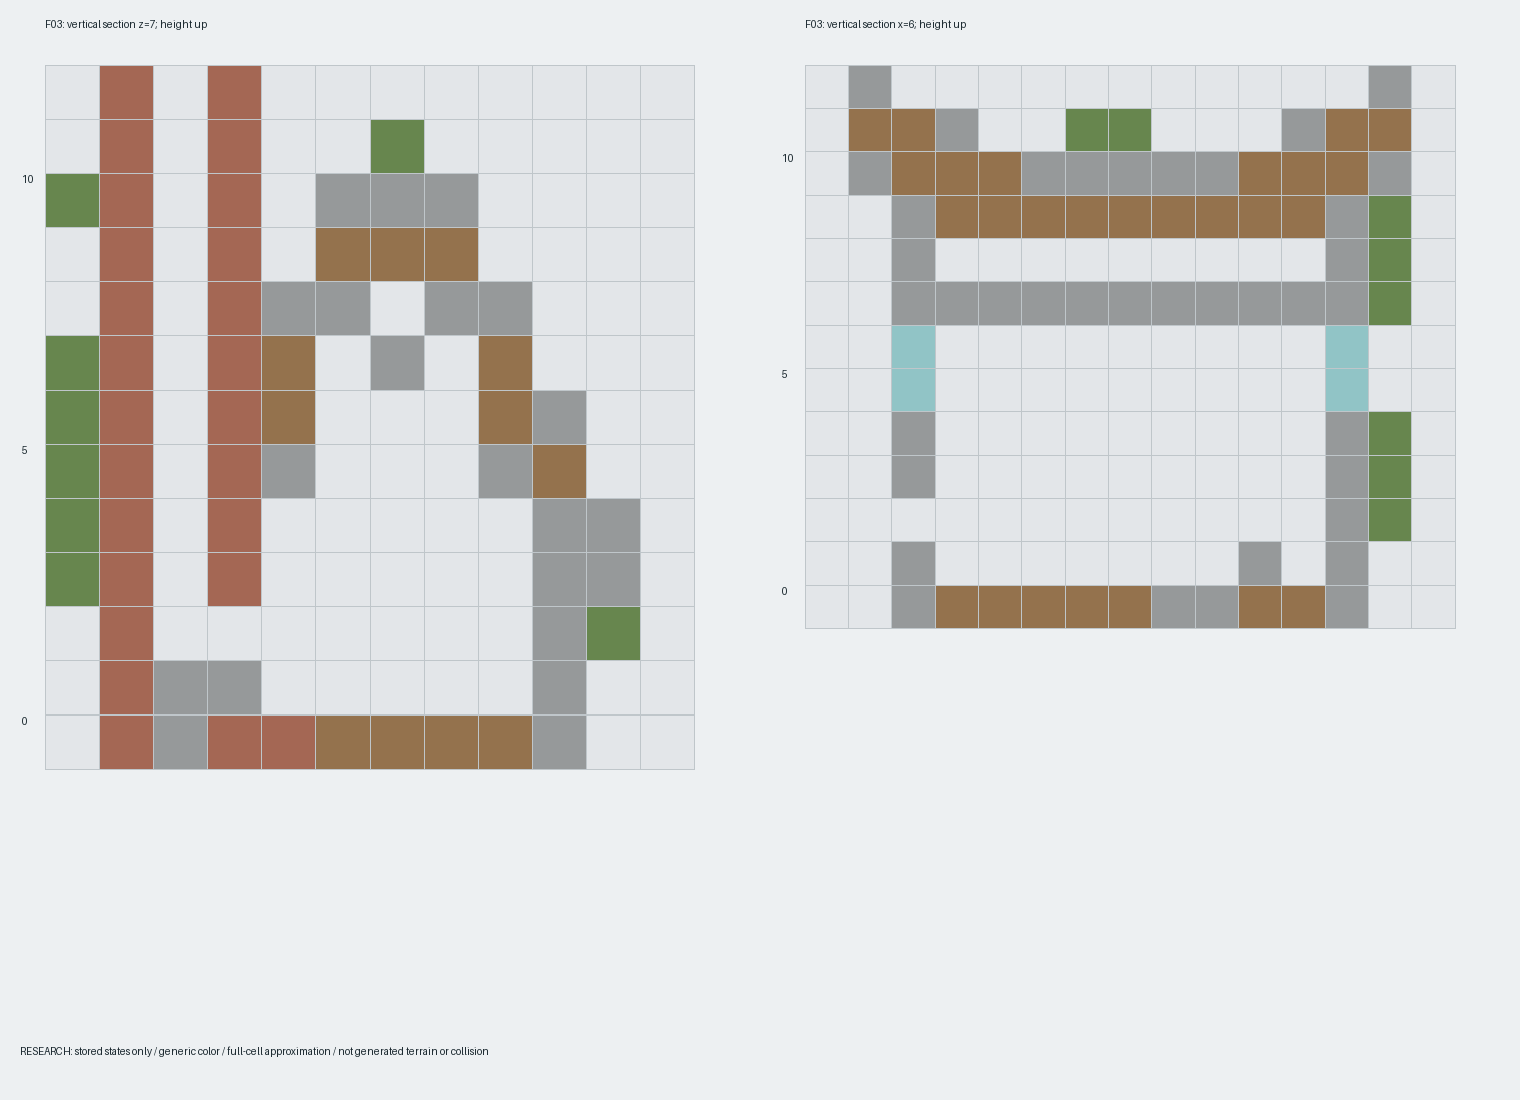 F03: vertical section z=7; height up
F03: vertical section x=6; height up
10
5
0
10
5
0
RESEARCH: stored states only / generic color / full-cell approximation / not generated terrain or collision